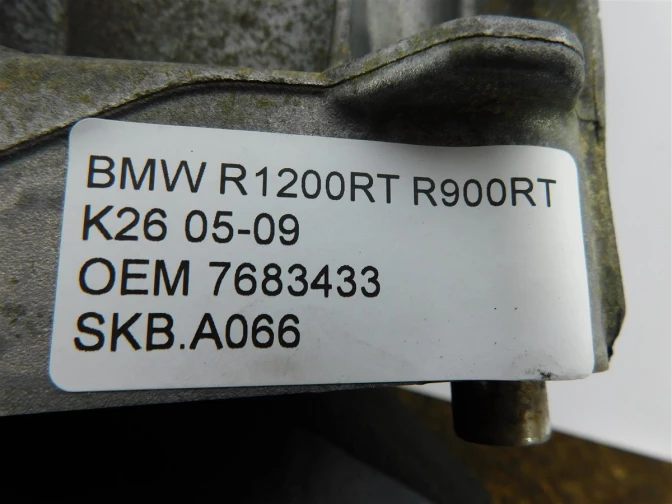 BMW R1200RT R900RT
K26 05-09
OEM 7683433
SKB.A066